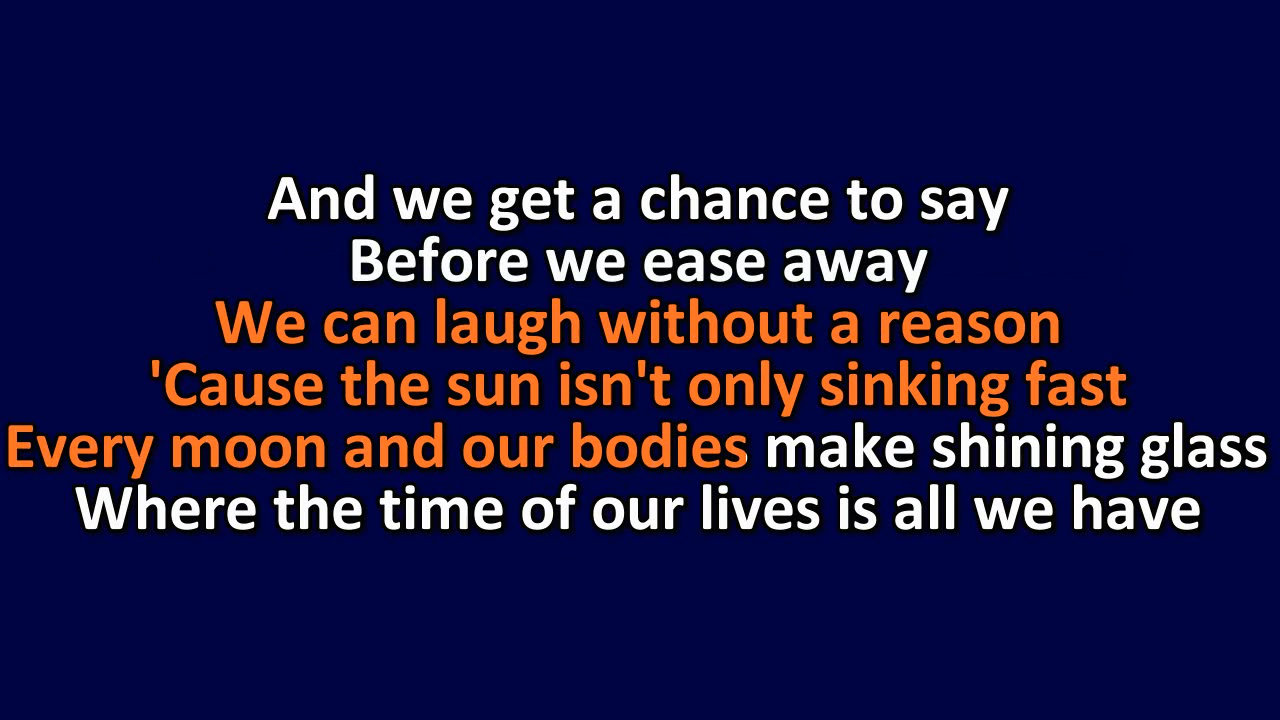 And we get a chance to say
Before we ease away
We can laugh without a reason
'Cause the sun isn't only sinking fast
Every moon and our bodies make shining glass
Where the time of our lives is all we have